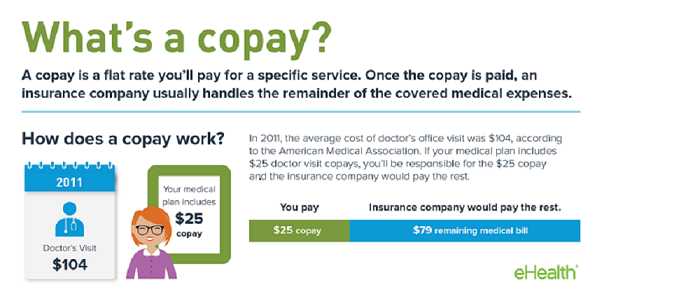 What's a copay?
A copay is a flat rate you'll pay for a specific service. Once the copay is paid, an
insurance company usually handles the remainder of the covered medical expenses.
How does a copay work?
2011
Doctor's Visit
$104
Your medical
plan includes
$25
copay
In 2011, the average cost of doctor's office visit was $104, according
to the American Medical Association. If your medical plan includes
$25 doctor visit copays, you'll be responsible for the $25 copay
and the insurance company would pay the rest.
You pay
Insurance company would pay the rest.
$25 copay
$79 remaining medical bill
eHealth